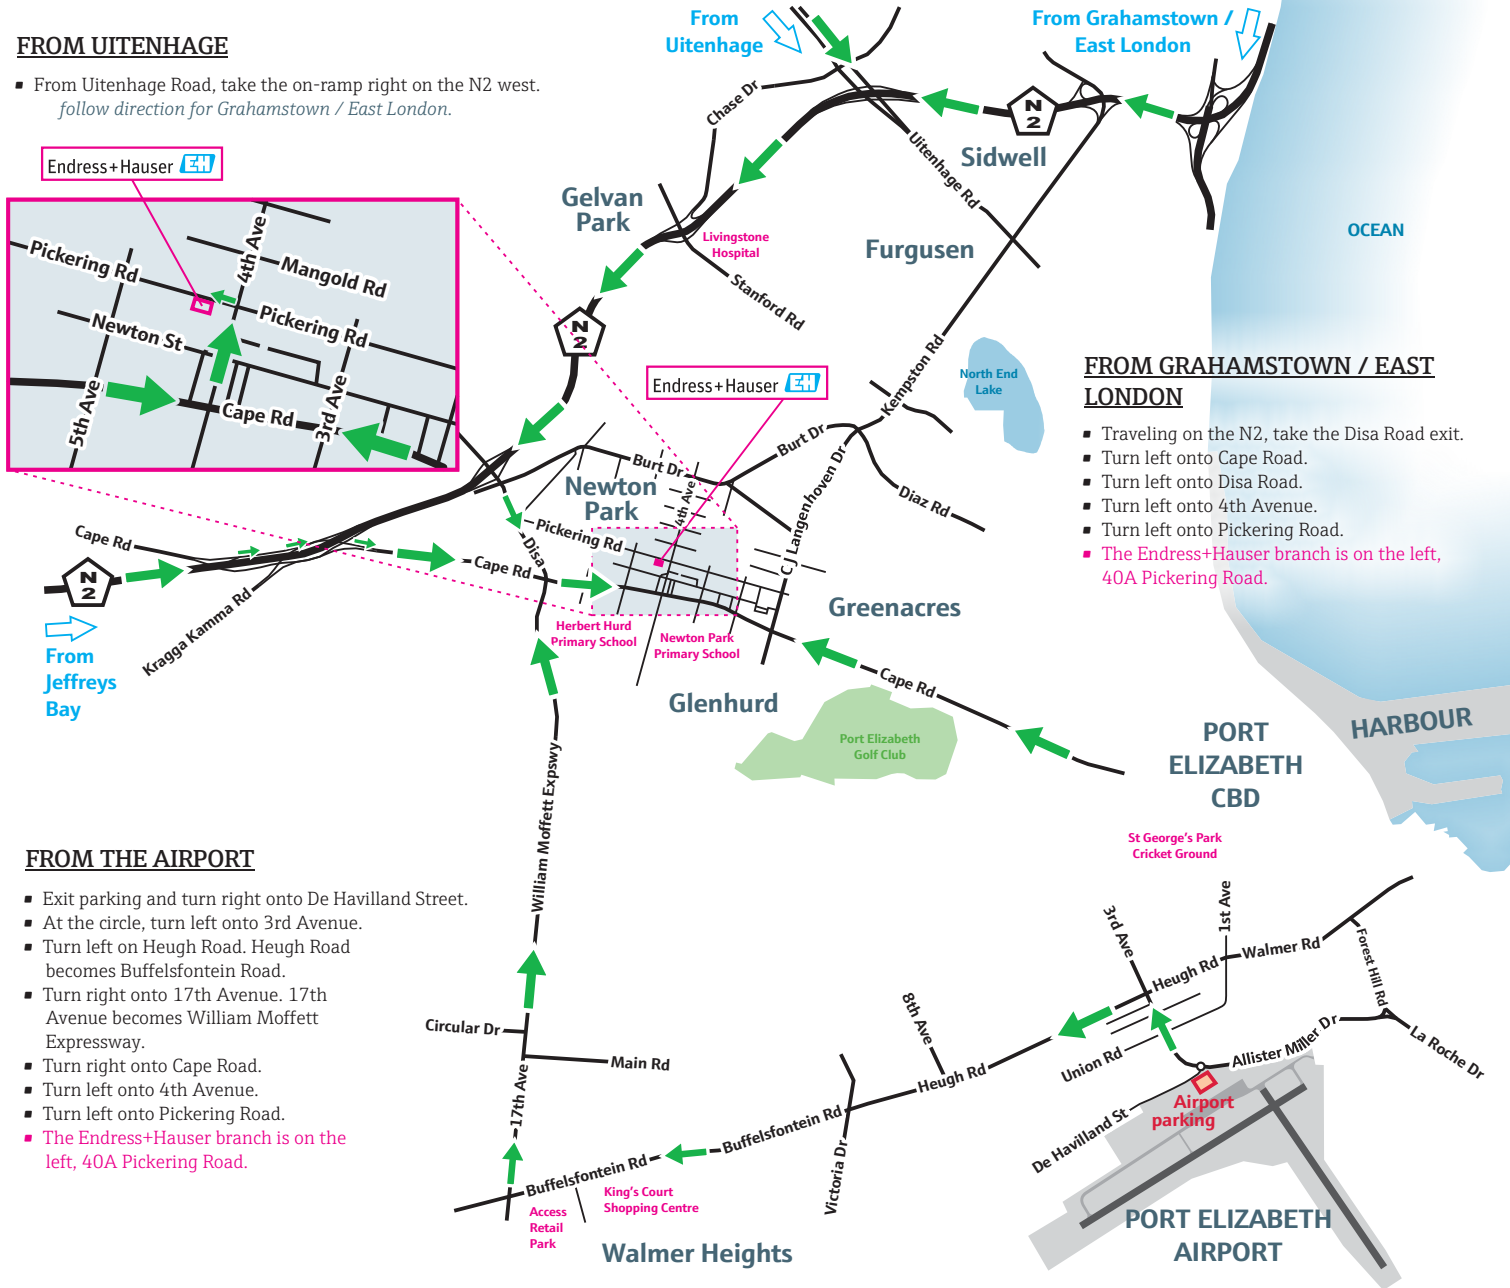 FROM UITENHAGE
▪ From Uitenhage Road, take the on-ramp right on the N2 west.
follow direction for Grahamstown / East London.
Endress+Hauser EH
Pickering Rd
4th Ave
Mangold Rd
Newton St
Pickering Rd
5th Ave
Cape Rd
3rd Ave
From
Uitenhage
From Grahamstown /
East London
Chase Dr
N
2
Sidwell
Uitenhage Rd
Gelvan
Park
Livingstone
Hospital
Furgusen
OCEAN
Stanford Rd
N
2
Kempston Rd
North End
Lake
Endress+Hauser EH
FROM GRAHAMSTOWN / EAST
LONDON
▪ Traveling on the N2, take the Disa Road exit.
▪ Turn left onto Cape Road.
▪ Turn left onto Disa Road.
▪ Turn left onto 4th Avenue.
▪ Turn left onto Pickering Road.
▪ The Endress+Hauser branch is on the left,
40A Pickering Road.
Burt Dr
Burt Dr
Newton
Park
4th Ave
C J Langenhoven Dr
Diaz Rd
Pickering Rd
Disa
Cape Rd
Cape Rd
N
2
From
Jeffreys
Bay
Kragga Kamma Rd
Herbert Hurd
Primary School
Newton Park
Primary School
Greenacres
Cape Rd
Glenhurd
Port Elizabeth
Golf Club
PORT
ELIZABETH
CBD
HARBOUR
William Moffett Expswy
St George's Park
Cricket Ground
FROM THE AIRPORT
▪ Exit parking and turn right onto De Havilland Street.
▪ At the circle, turn left onto 3rd Avenue.
▪ Turn left on Heugh Road. Heugh Road
becomes Buffelsfontein Road.
▪ Turn right onto 17th Avenue. 17th
Avenue becomes William Moffett
Expressway.
▪ Turn right onto Cape Road.
▪ Turn left onto 4th Avenue.
▪ Turn left onto Pickering Road.
▪ The Endress+Hauser branch is on the
left, 40A Pickering Road.
3rd Ave
1st Ave
Heugh Rd
Walmer Rd
Forest Hill Rd
8th Ave
Circular Dr
Main Rd
17th Ave
Heugh Rd
Union Rd
Allister Miller Dr
La Roche Dr
Airport
parking
De Havilland St
Buffelsfontein Rd
Victoria Dr
Buffelsfontein Rd
King's Court
Shopping Centre
Access
Retail
Park
Walmer Heights
PORT ELIZABETH
AIRPORT